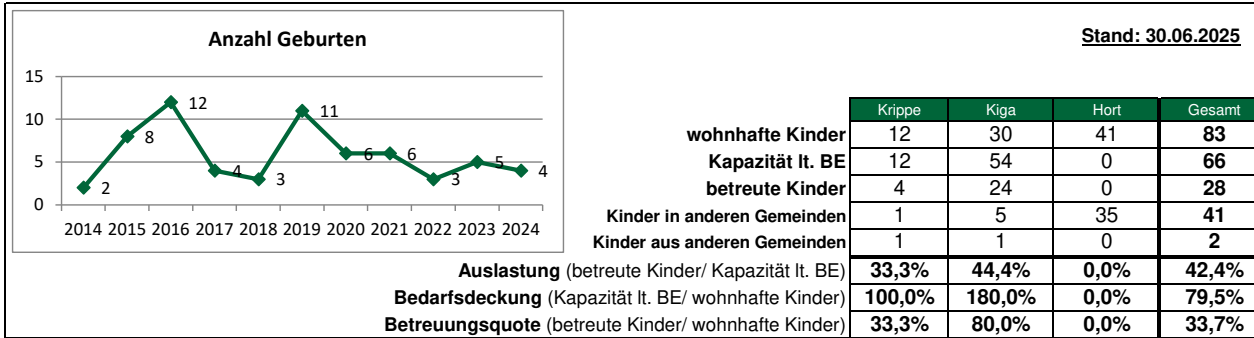 Anzahl Geburten
Stand: 30.06.2025
15
10
5
0
2
8
12
4
3
11
6
6
3
5
4
2014 2015 2016 2017 2018 2019 2020 2021 2022 2023 2024
Krippe Kiga Hort Gesamt
wohnhafte Kinder 12 30 41 83
Kapazität lt. BE 12 54 0 66
betreute Kinder 4 24 0 28
Kinder in anderen Gemeinden 1 5 35 41
Kinder aus anderen Gemeinden 1 1 0 2
Auslastung (betreute Kinder/ Kapazität lt. BE) 33,3% 44,4% 0,0% 42,4%
Bedarfsdeckung (Kapazität lt. BE/ wohnhafte Kinder) 100,0% 180,0% 0,0% 79,5%
Betreuungsquote (betreute Kinder/ wohnhafte Kinder) 33,3% 80,0% 0,0% 33,7%